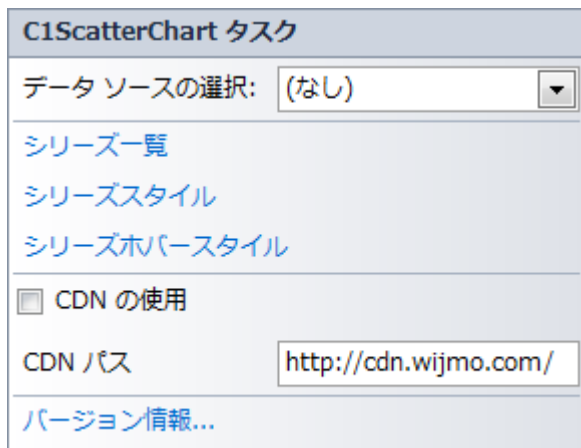 C1ScatterChart タスク
データ ソースの選択: (なし)
シリーズ一覧
シリーズスタイル
シリーズホバースタイル
CDN の使用
CDN パス http://cdn.wijmo.com/
バージョン情報...